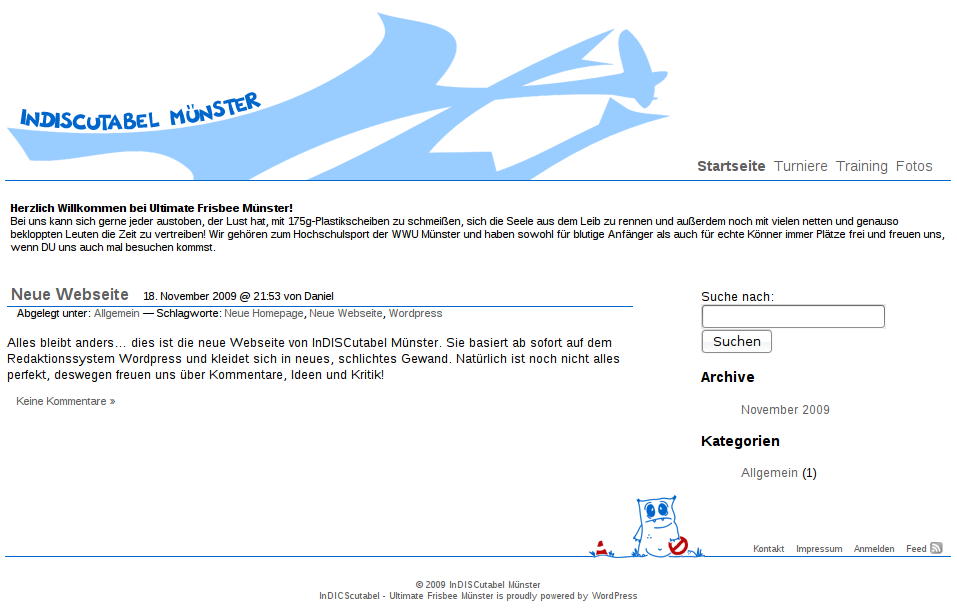 INDISCUTABEL MÜNSTER
Startseite Turniere Training Fotos
Herzlich Willkommen bei Ultimate Frisbee Münster!
Bei uns kann sich gerne jeder austoben, der Lust hat, mit 175g-Plastikscheiben zu schmeißen, sich die Seele aus dem Leib zu rennen und außerdem noch mit vielen netten und genauso
bekloppten Leuten die Zeit zu vertreiben! Wir gehören zum Hochschulsport der WWU Münster und haben sowohl für blutige Anfänger als auch für echte Könner immer Plätze frei und freuen uns,
wenn DU uns auch mal besuchen kommst.
Neue Webseite 18. November 2009 @ 21:53 von Daniel
Abgelegt unter: Allgemein — Schlagworte: Neue Homepage, Neue Webseite, Wordpress
Alles bleibt anders... dies ist die neue Webseite von InDISCutabel Münster. Sie basiert ab sofort auf dem
Redaktionssystem Wordpress und kleidet sich in neues, schlichtes Gewand. Natürlich ist noch nicht alles
perfekt, deswegen freuen uns über Kommentare, Ideen und Kritik!
Keine Kommentare »
Suche nach:
Suchen
Archive
November 2009
Kategorien
Allgemein (1)
Kontakt Impressum Anmelden Feed
© 2009 InDISCutabel Münster
InDICScutabel - Ultimate Frisbee Münster is proudly powered by WordPress